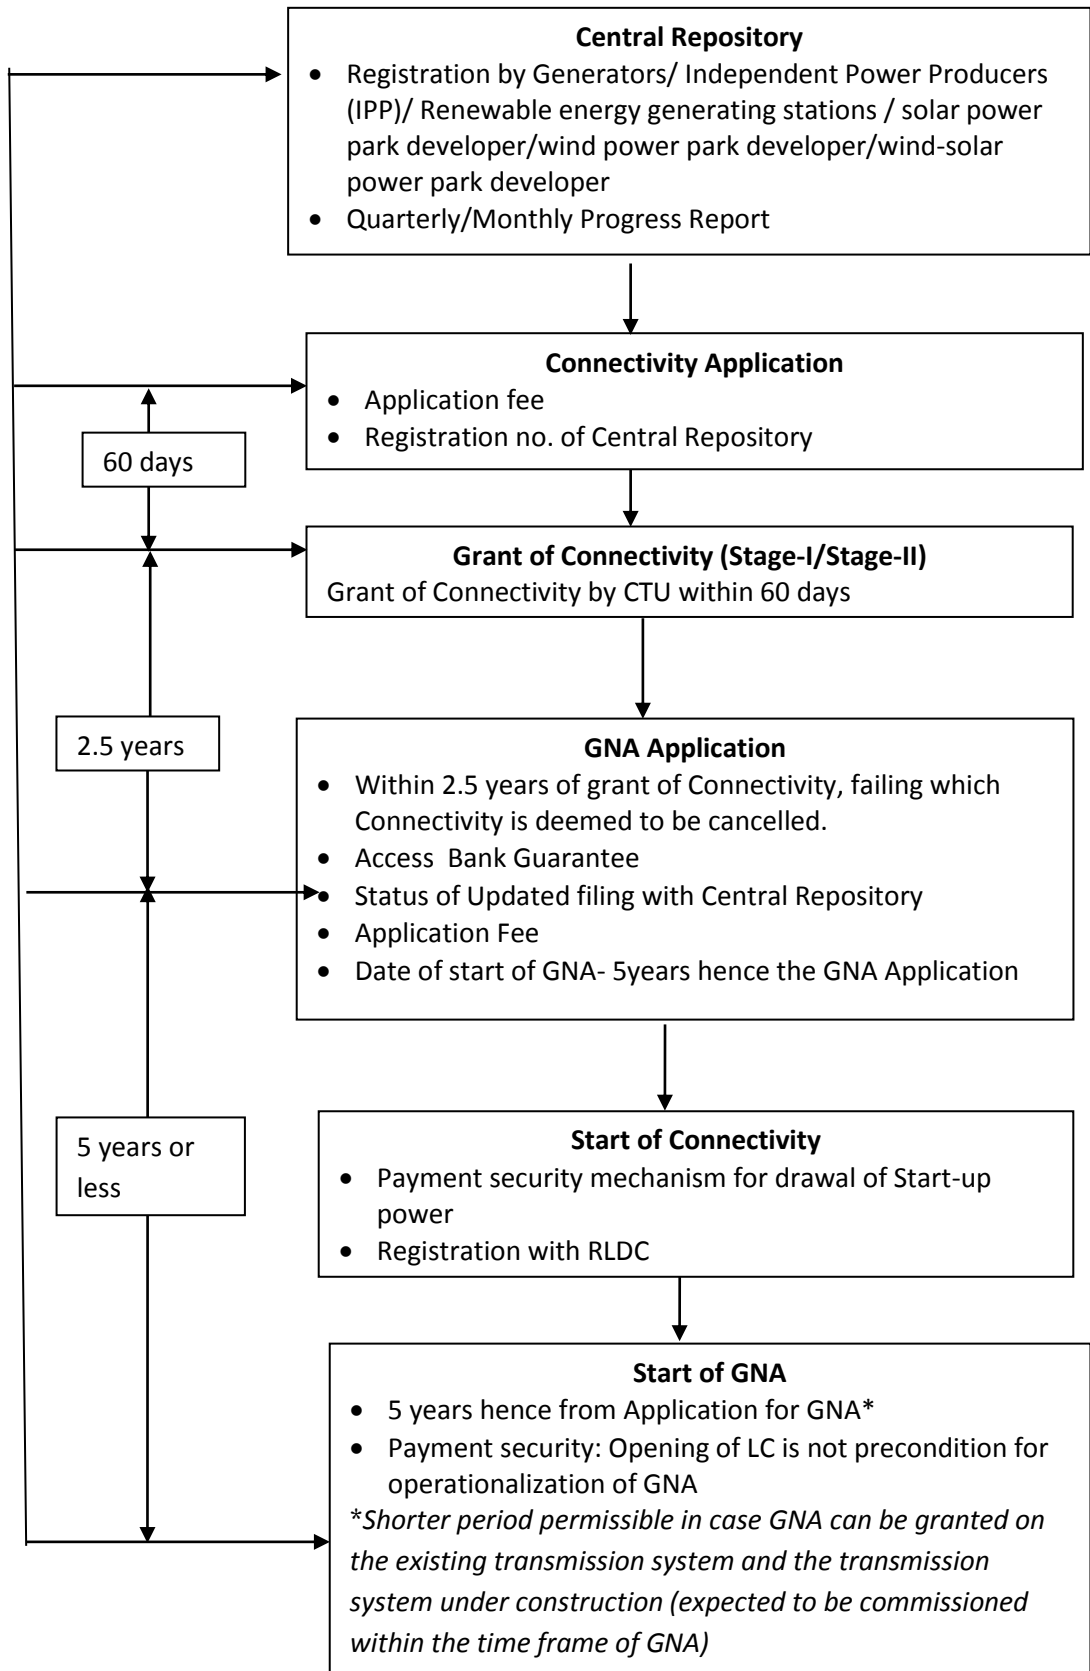 Central Repository
• Registration by Generators/ Independent Power Producers
(IPP)/ Renewable energy generating stations / solar power
park developer/wind power park developer/wind-solar
power park developer
• Quarterly/Monthly Progress Report
Connectivity Application
• Application fee
• Registration no. of Central Repository
60 days
Grant of Connectivity (Stage-I/Stage-II)
Grant of Connectivity by CTU within 60 days
2.5 years
GNA Application
• Within 2.5 years of grant of Connectivity, failing which
Connectivity is deemed to be cancelled.
• Access  Bank Guarantee
• Status of Updated filing with Central Repository
• Application Fee
• Date of start of GNA- 5years hence the GNA Application
5 years or
less
Start of Connectivity
• Payment security mechanism for drawal of Start-up
power
• Registration with RLDC
Start of GNA
• 5 years hence from Application for GNA*
• Payment security: Opening of LC is not precondition for
operationalization of GNA
*Shorter period permissible in case GNA can be granted on
the existing transmission system and the transmission
system under construction (expected to be commissioned
within the time frame of GNA)